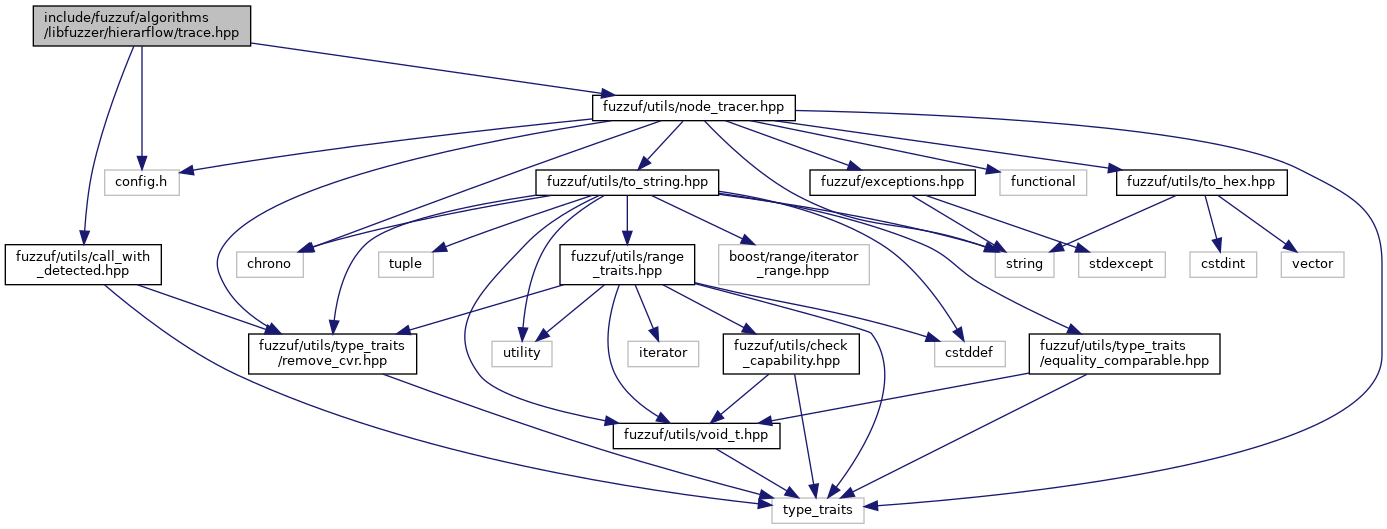 include/fuzzuf/algorithms
/libfuzzer/hierarflow/trace.hpp
fuzzuf/utils/node_tracer.hpp
config.h
fuzzuf/utils/to_string.hpp
fuzzuf/exceptions.hpp
functional
fuzzuf/utils/to_hex.hpp
fuzzuf/utils/call_with
_detected.hpp
chrono
tuple
fuzzuf/utils/range
_traits.hpp
boost/range/iterator
_range.hpp
string
stdexcept
cstdint
vector
fuzzuf/utils/type_traits
/remove_cvr.hpp
utility
iterator
fuzzuf/utils/check
_capability.hpp
cstddef
fuzzuf/utils/type_traits
/equality_comparable.hpp
fuzzuf/utils/void_t.hpp
type_traits